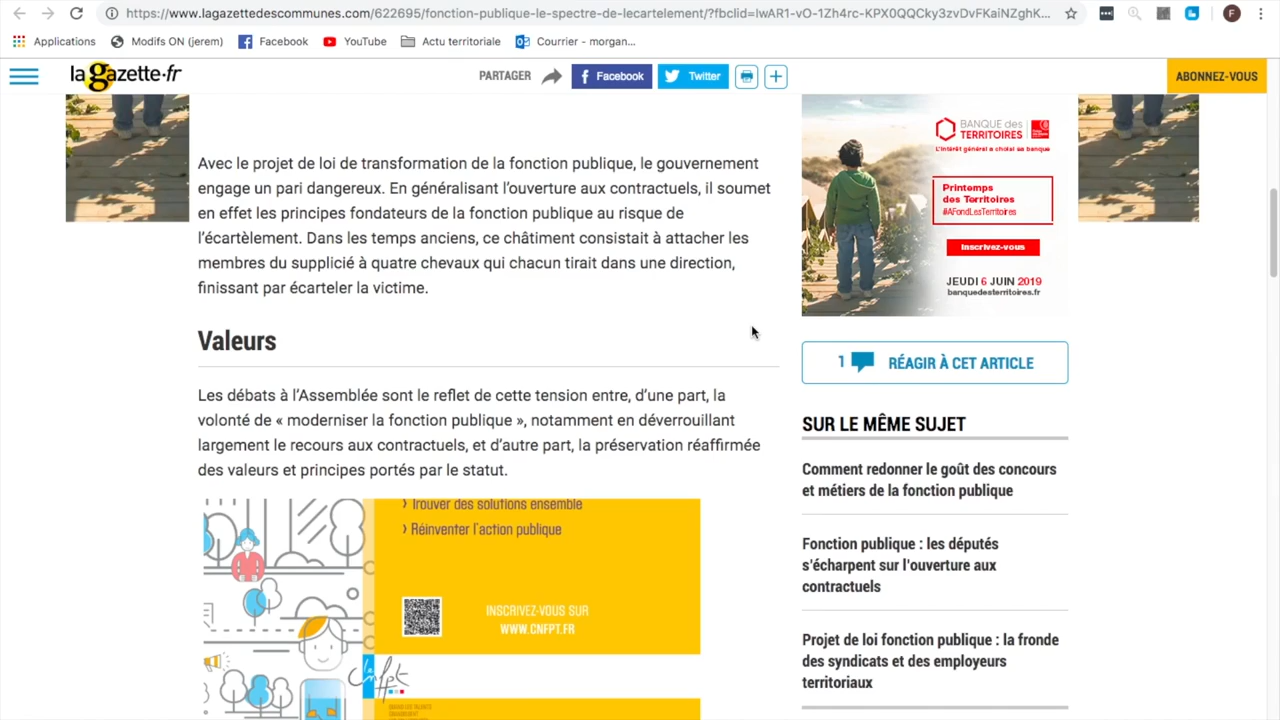 https://www.lagazettedescommunes.com/622695/fonction-publique-le-spectre-de-lecartelement/?fbclid=IwAR1-vO-1Zh4rc-KPX0QQCky3zvDvFKaiNZghK...
F
Applications
Modifs ON (jerem)
Facebook
YouTube
Actu territoriale
Courrier - morgan...
la gazette.fr
PARTAGER
Facebook
Twitter
ABONNEZ-VOUS
Avec le projet de loi de transformation de la fonction publique, le gouvernement
engage un pari dangereux. En généralisant l’ouverture aux contractuels, il soumet
en effet les principes fondateurs de la fonction publique au risque de
l’écartèlement. Dans les temps anciens, ce châtiment consistait à attacher les
membres du supplicié à quatre chevaux qui chacun tirait dans une direction,
finissant par écarteler la victime.
Valeurs
Les débats à l’Assemblée sont le reflet de cette tension entre, d’une part, la
volonté de « moderniser la fonction publique », notamment en déverrouillant
largement le recours aux contractuels, et d’autre part, la préservation réaffirmée
des valeurs et principes portés par le statut.
› Trouver des solutions ensemble
› Réinventer l'action publique
INSCRIVEZ-VOUS SUR
WWW.CNFPT.FR
cnfpt
BANQUE des
TERRITOIRES
L'intérêt général a choisi sa banque
Printemps
des Territoires
#AFondLesTerritoires
Inscrivez-vous
JEUDI 6 JUIN 2019
banquedesterritoires.fr
1 RÉAGIR À CET ARTICLE
SUR LE MÊME SUJET
Comment redonner le goût des concours
et métiers de la fonction publique
Fonction publique : les députés
s'écharpent sur l'ouverture aux
contractuels
Projet de loi fonction publique : la fronde
des syndicats et des employeurs
territoriaux